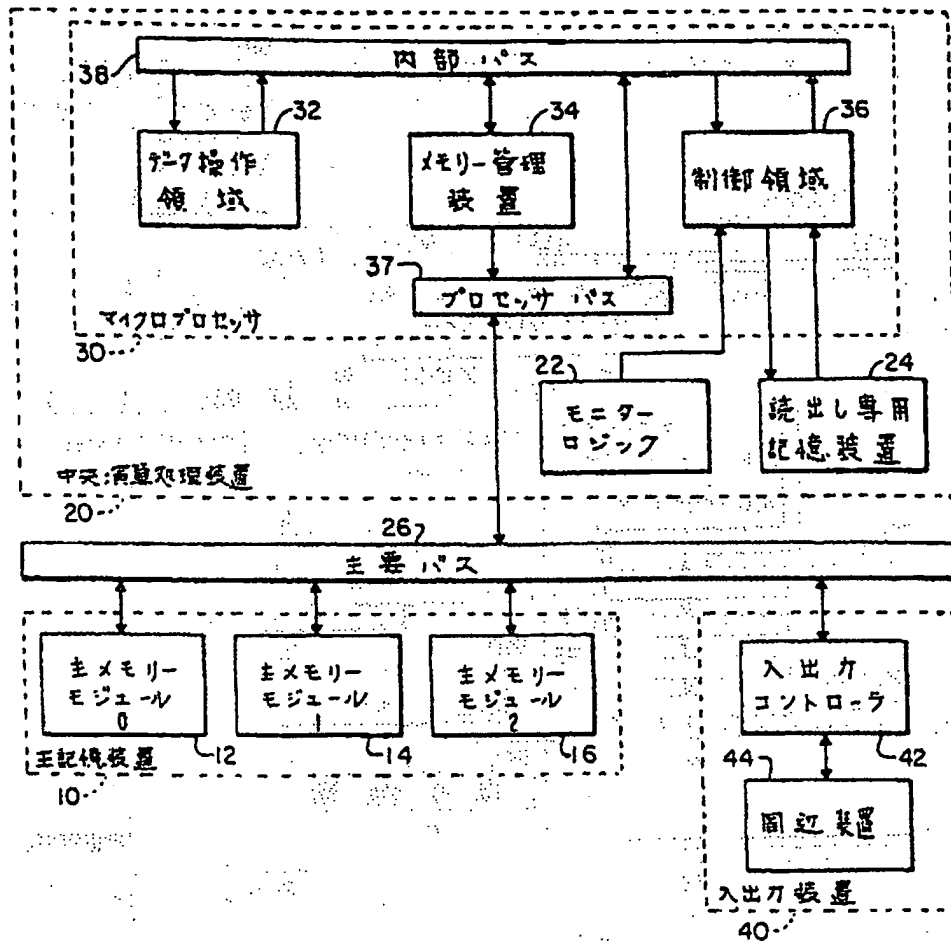 38
内部バス
32
34
36
データ操作
領域
メモリー管理
装置
制御領域
37
プロセッサ バス
マイクロプロセッサ
30
22
24
モニター
ロジック
読出し専用
記憶装置
中央演算処理装置
20
26
主要バス
主メモリー
モジュール
0
主メモリー
モジュール
1
主メモリー
モジュール
2
入出力
コントローラ
12
14
16
42
主記憶装置
10
44
周辺装置
入出力装置
40